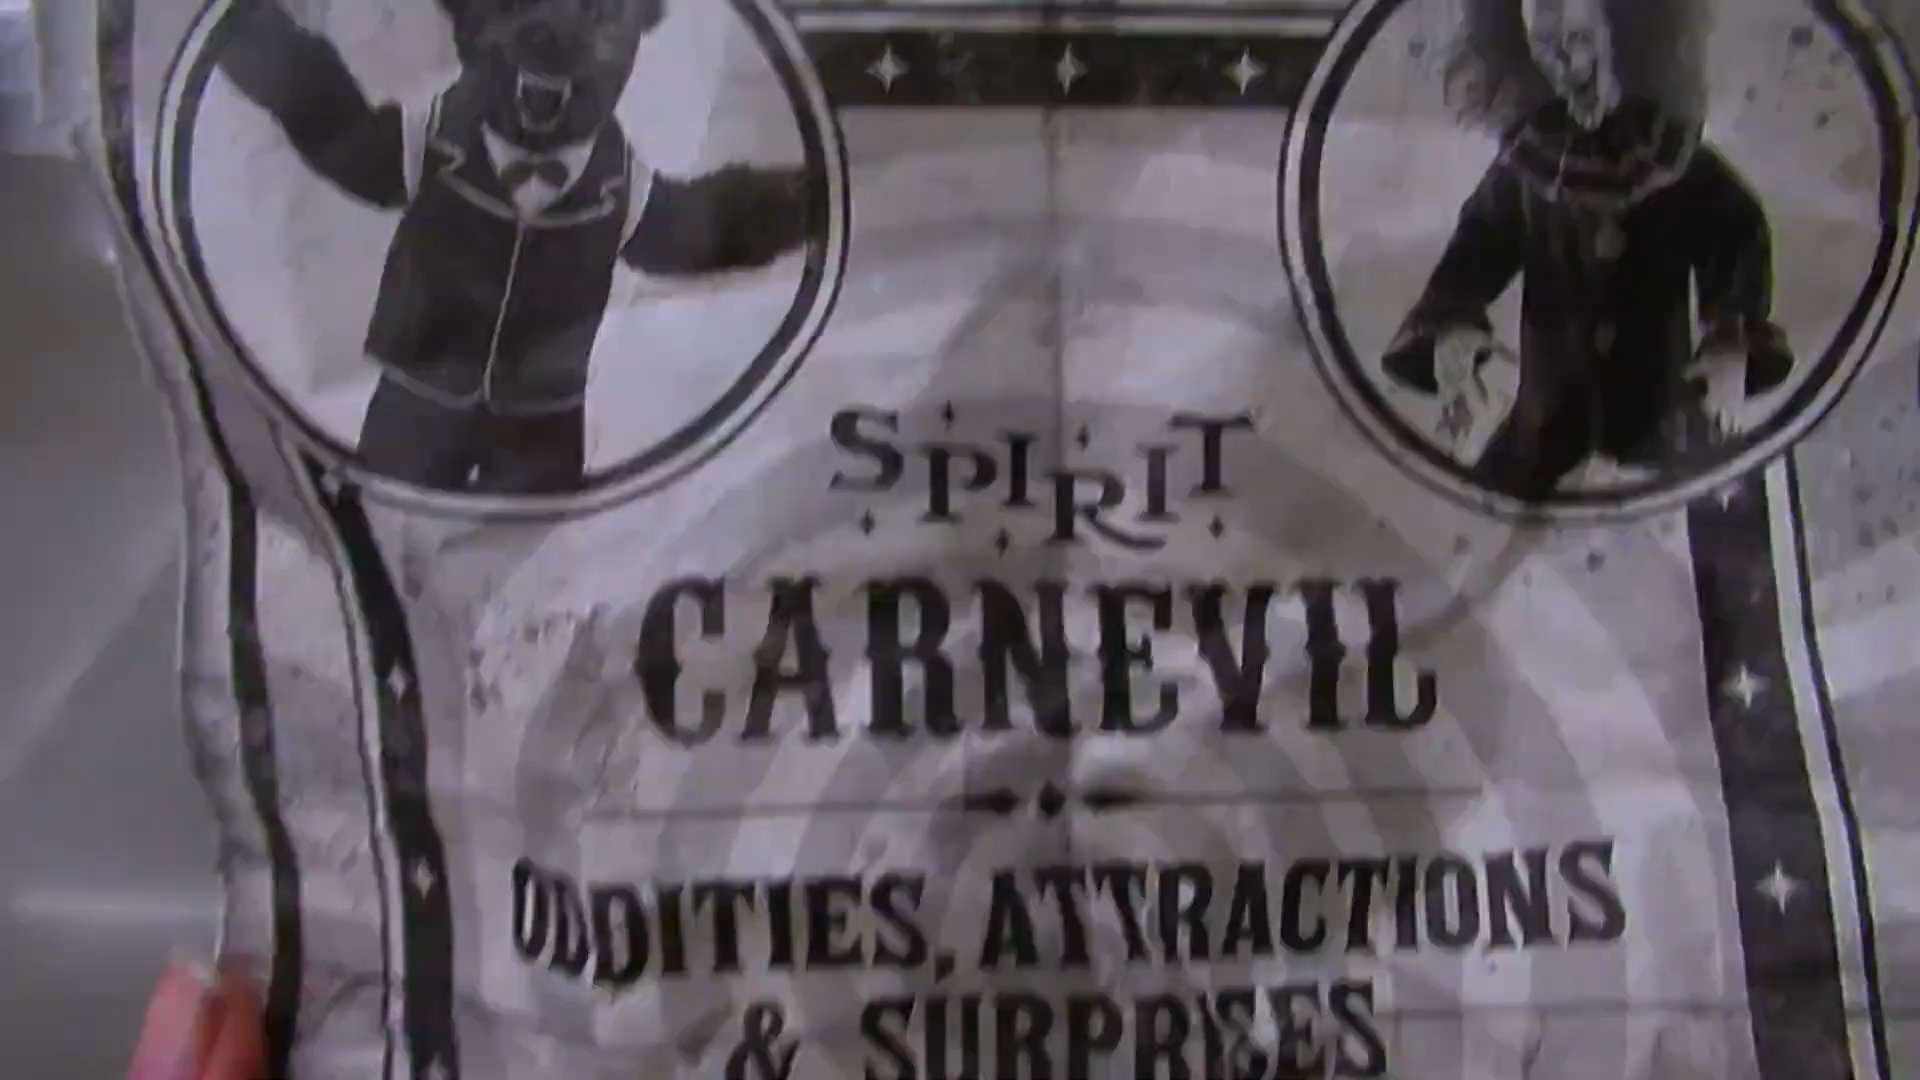 SPIRIT
CARNEVIL
ODDITIES, ATTRACTIONS
& SURPRISES